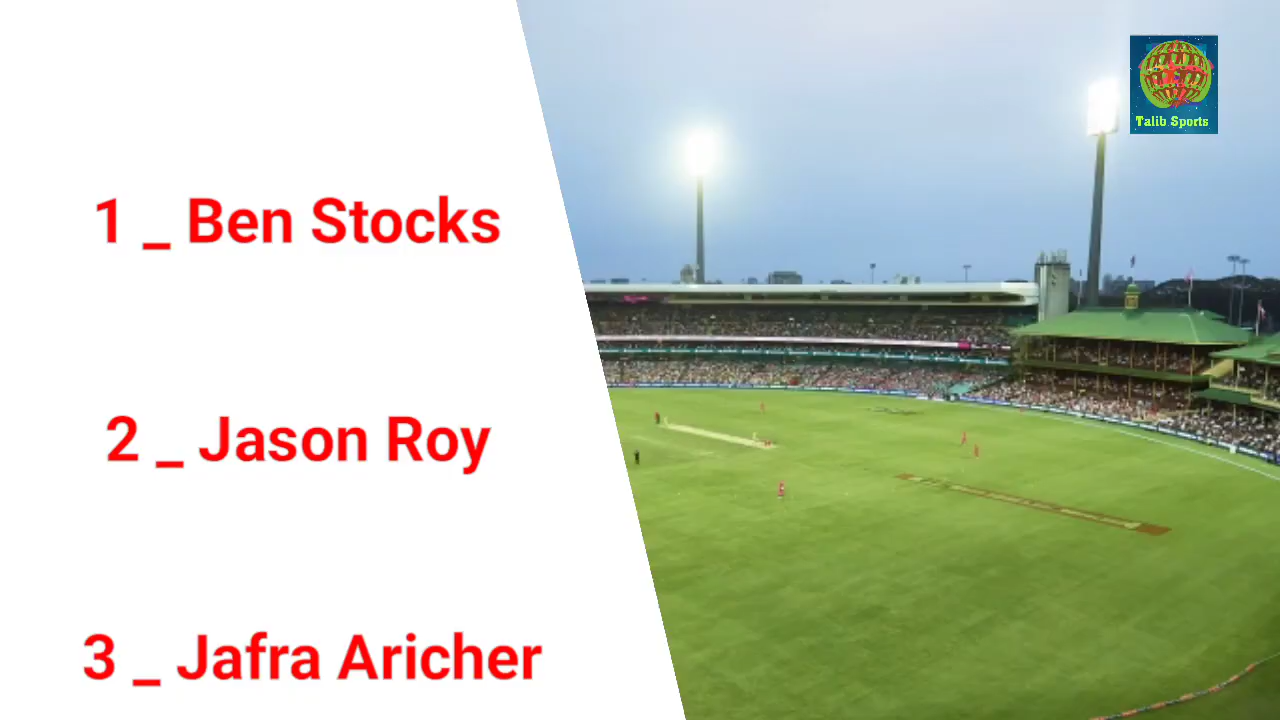 Talib Sports
1 _ Ben Stocks
2 _ Jason Roy
3 _ Jafra Aricher